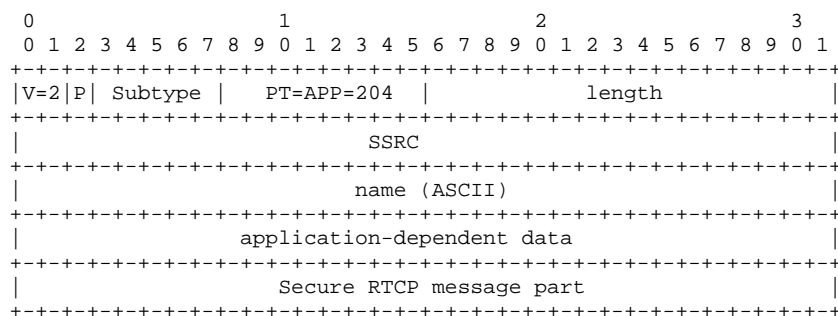 0                   1                   2                   3
0 1 2 3 4 5 6 7 8 9 0 1 2 3 4 5 6 7 8 9 0 1 2 3 4 5 6 7 8 9 0 1
+-+-+-+-+-+-+-+-+-+-+-+-+-+-+-+-+-+-+-+-+-+-+-+-+-+-+-+-+-+-+-+-+
|V=2|P| Subtype |   PT=APP=204  |            length             |
+-+-+-+-+-+-+-+-+-+-+-+-+-+-+-+-+-+-+-+-+-+-+-+-+-+-+-+-+-+-+-+-+
|                           SSRC                                |
+-+-+-+-+-+-+-+-+-+-+-+-+-+-+-+-+-+-+-+-+-+-+-+-+-+-+-+-+-+-+-+-+
|                          name (ASCII)                         |
+-+-+-+-+-+-+-+-+-+-+-+-+-+-+-+-+-+-+-+-+-+-+-+-+-+-+-+-+-+-+-+-+
|                 application-dependent data                    |
+-+-+-+-+-+-+-+-+-+-+-+-+-+-+-+-+-+-+-+-+-+-+-+-+-+-+-+-+-+-+-+-+
|                    Secure RTCP message part                   |
+-+-+-+-+-+-+-+-+-+-+-+-+-+-+-+-+-+-+-+-+-+-+-+-+-+-+-+-+-+-+-+-+